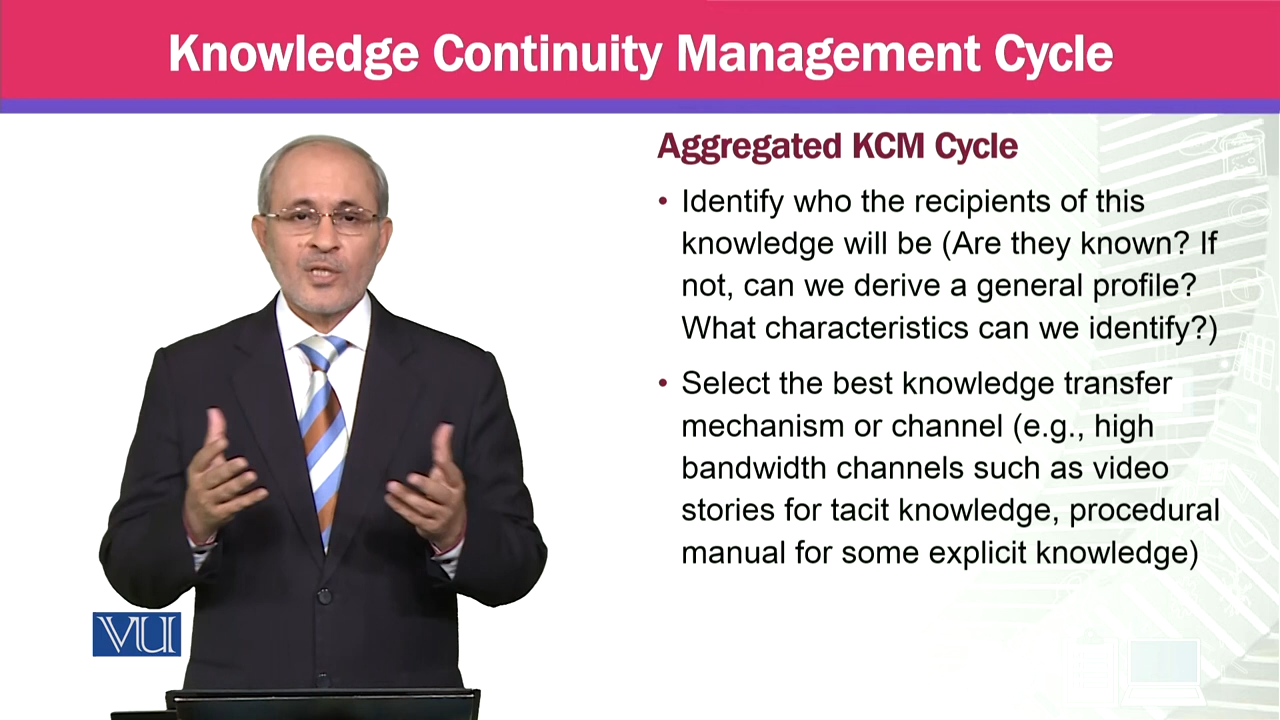 Knowledge Continuity Management Cycle
Aggregated KCM Cycle
• Identify who the recipients of this
knowledge will be (Are they known? If
not, can we derive a general profile?
What characteristics can we identify?)
• Select the best knowledge transfer
mechanism or channel (e.g., high
bandwidth channels such as video
stories for tacit knowledge, procedural
manual for some explicit knowledge)
VU